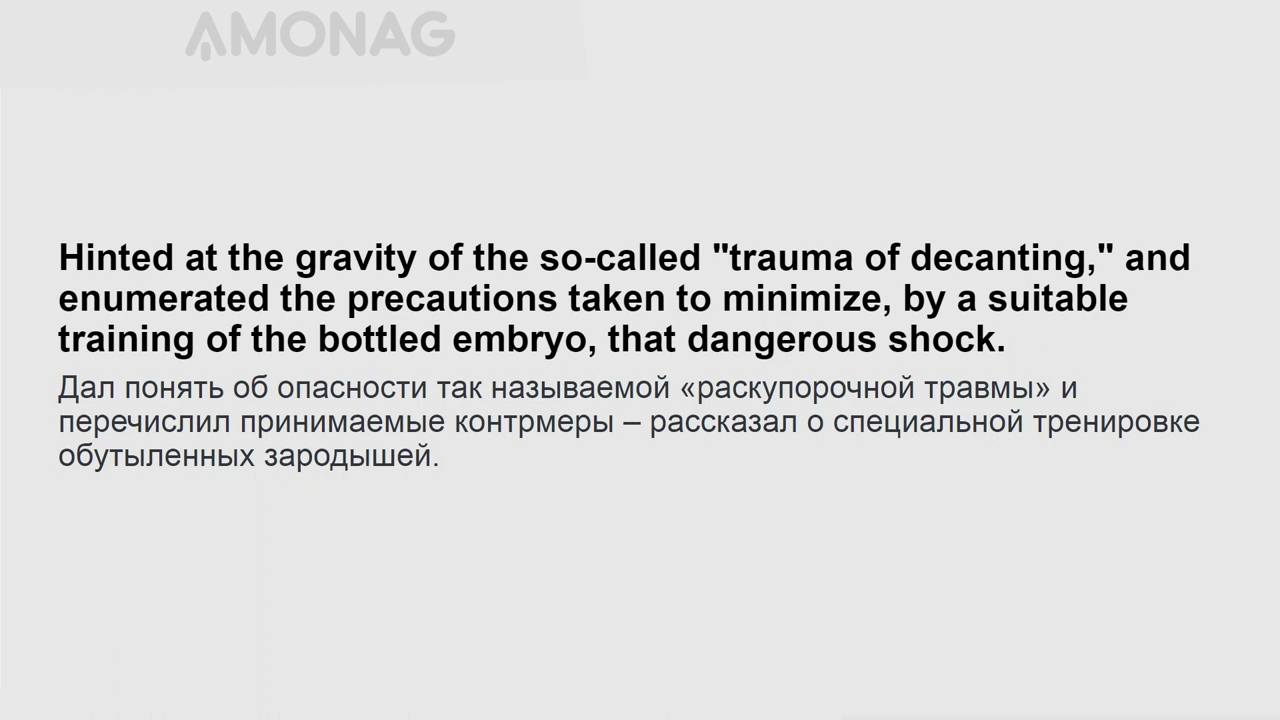 AMONAG
Hinted at the gravity of the so-called "trauma of decanting," and
enumerated the precautions taken to minimize, by a suitable
training of the bottled embryo, that dangerous shock.
Дал понять об опасности так называемой «раскупорочной травмы» и
перечислил принимаемые контрмеры – рассказал о специальной тренировке
обутыленных зародышей.